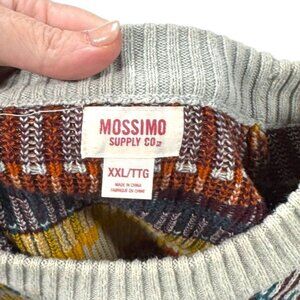 MOSSIMO
SUPPLY CO
XXL/TTG
MADE IN CHINA
FABRIQUÉ EN CHINE